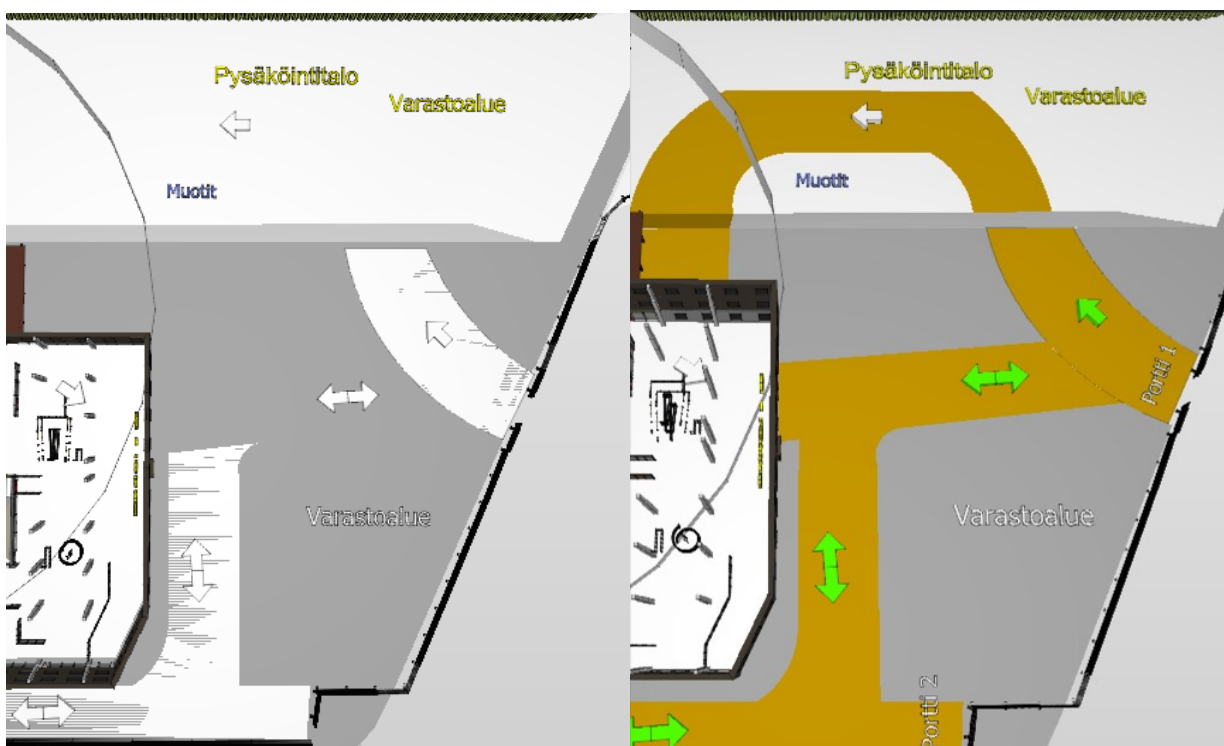 Pysäköintitalo
Varastoalue
Muotit
Varastoalue
Pysäköintitalo
Varastoalue
Muotit
Portti 1
Varastoalue
Portti 2